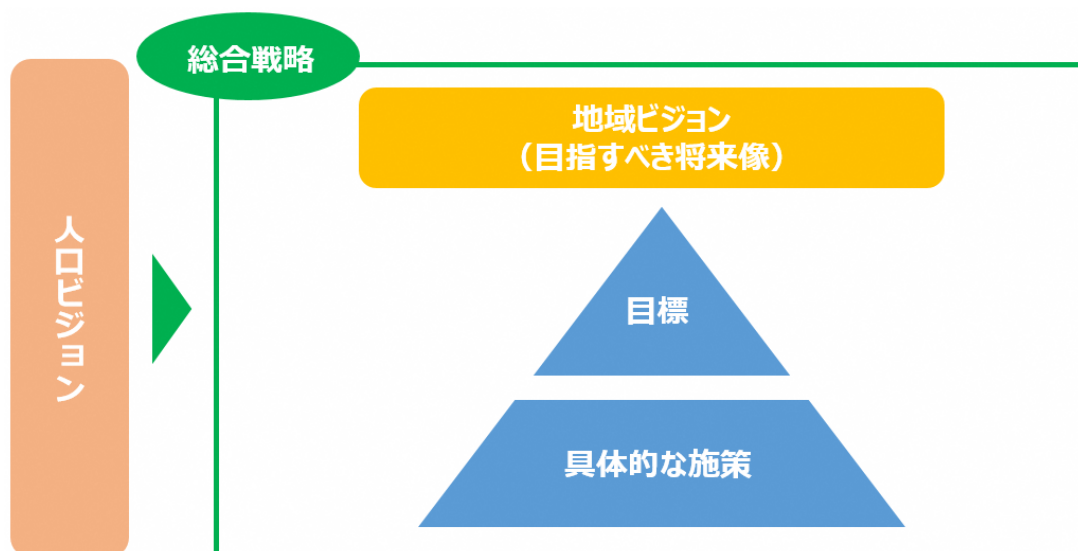 総合戦略
地域ビジョン
（目指すべき将来像）
人口ビジョン
目標
具体的な施策